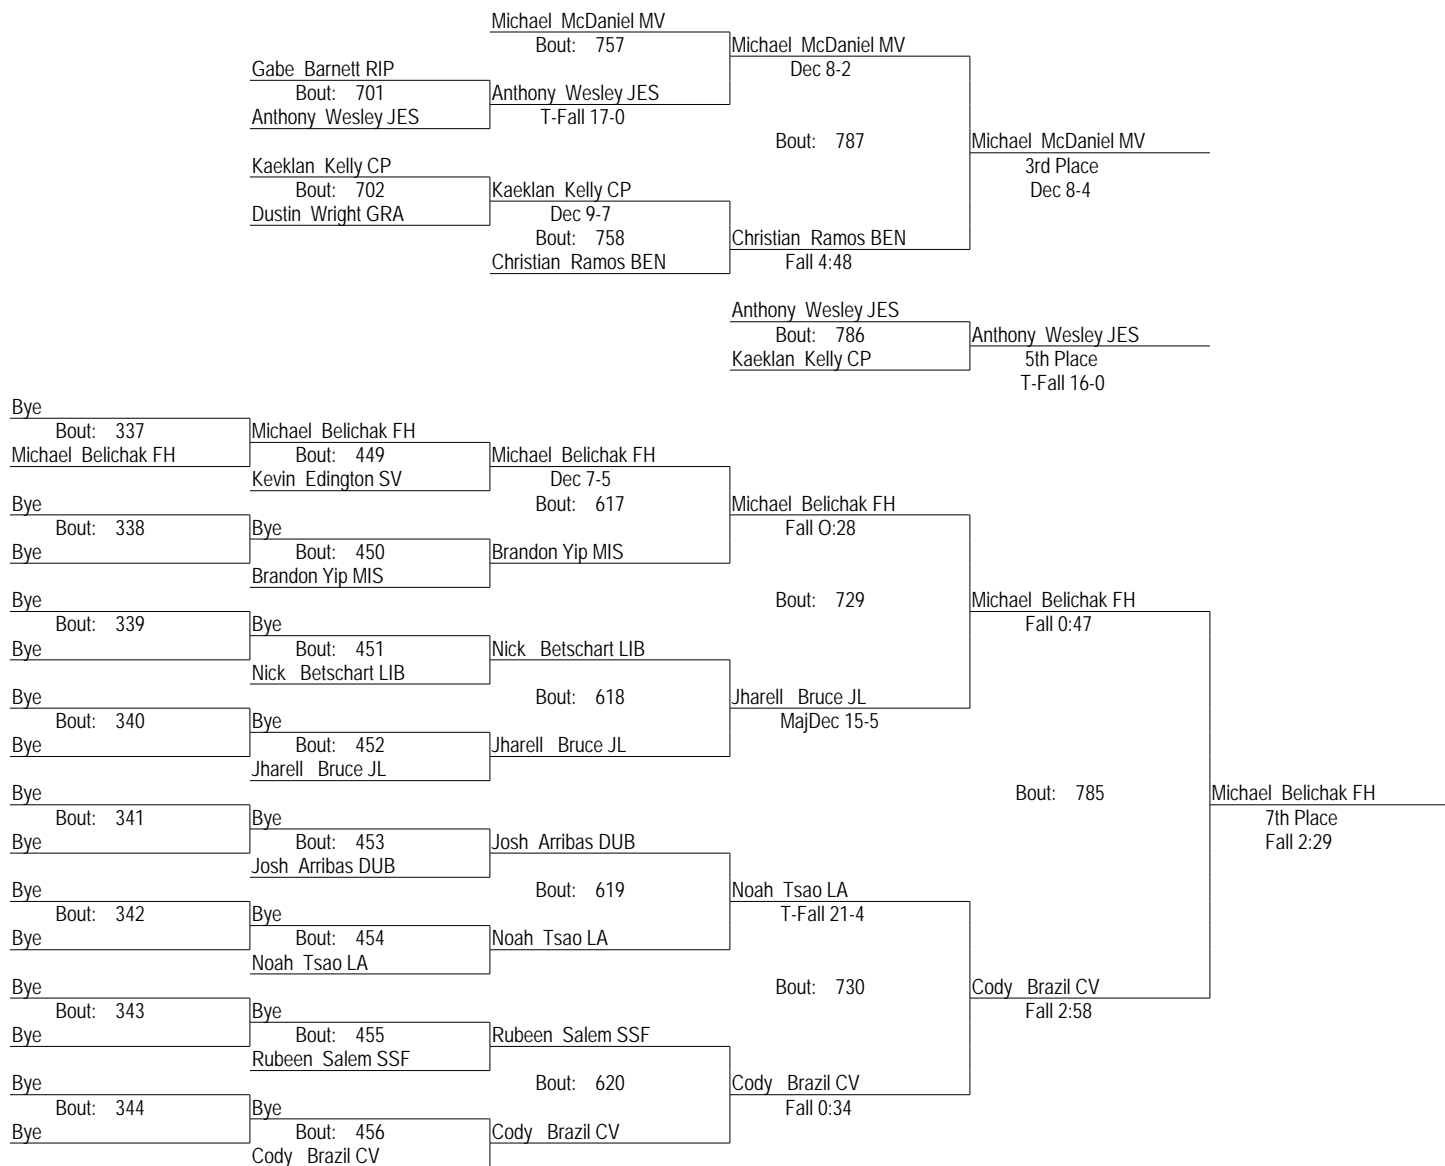 Michael McDaniel MV
Bout: 757
Michael McDaniel MV
Gabe Barnett RIP
Dec 8-2
Bout: 701
Anthony Wesley JES
Anthony Wesley JES
T-Fall 17-0
Bout: 787
Michael McDaniel MV
Kaeklan Kelly CP
3rd Place
Bout: 702
Kaeklan Kelly CP
Dec 8-4
Dustin Wright GRA
Dec 9-7
Bout: 758
Christian Ramos BEN
Christian Ramos BEN
Fall 4:48
Anthony Wesley JES
Bout: 786
Anthony Wesley JES
Kaeklan Kelly CP
5th Place
T-Fall 16-0
Bye
Bout: 337
Michael Belichak FH
Michael Belichak FH
Bout: 449
Michael Belichak FH
Kevin Edington SV
Dec 7-5
Bye
Bout: 617
Michael Belichak FH
Bout: 338
Bye
Fall O:28
Bye
Bout: 450
Brandon Yip MIS
Brandon Yip MIS
Bye
Bout: 729
Michael Belichak FH
Bout: 339
Bye
Fall 0:47
Bye
Bout: 451
Nick Betschart LIB
Nick Betschart LIB
Bye
Bout: 618
Jharell Bruce JL
Bout: 340
Bye
MajDec 15-5
Bye
Bout: 452
Jharell Bruce JL
Jharell Bruce JL
Bye
Bout: 785
Michael Belichak FH
Bout: 341
Bye
7th Place
Bye
Bout: 453
Josh Arribas DUB
Fall 2:29
Josh Arribas DUB
Bye
Bout: 619
Noah Tsao LA
Bout: 342
Bye
T-Fall 21-4
Bye
Bout: 454
Noah Tsao LA
Noah Tsao LA
Bye
Bout: 730
Cody Brazil CV
Bout: 343
Bye
Fall 2:58
Bye
Bout: 455
Rubeen Salem SSF
Rubeen Salem SSF
Bye
Bout: 620
Cody Brazil CV
Bout: 344
Bye
Fall 0:34
Bye
Bout: 456
Cody Brazil CV
Cody Brazil CV